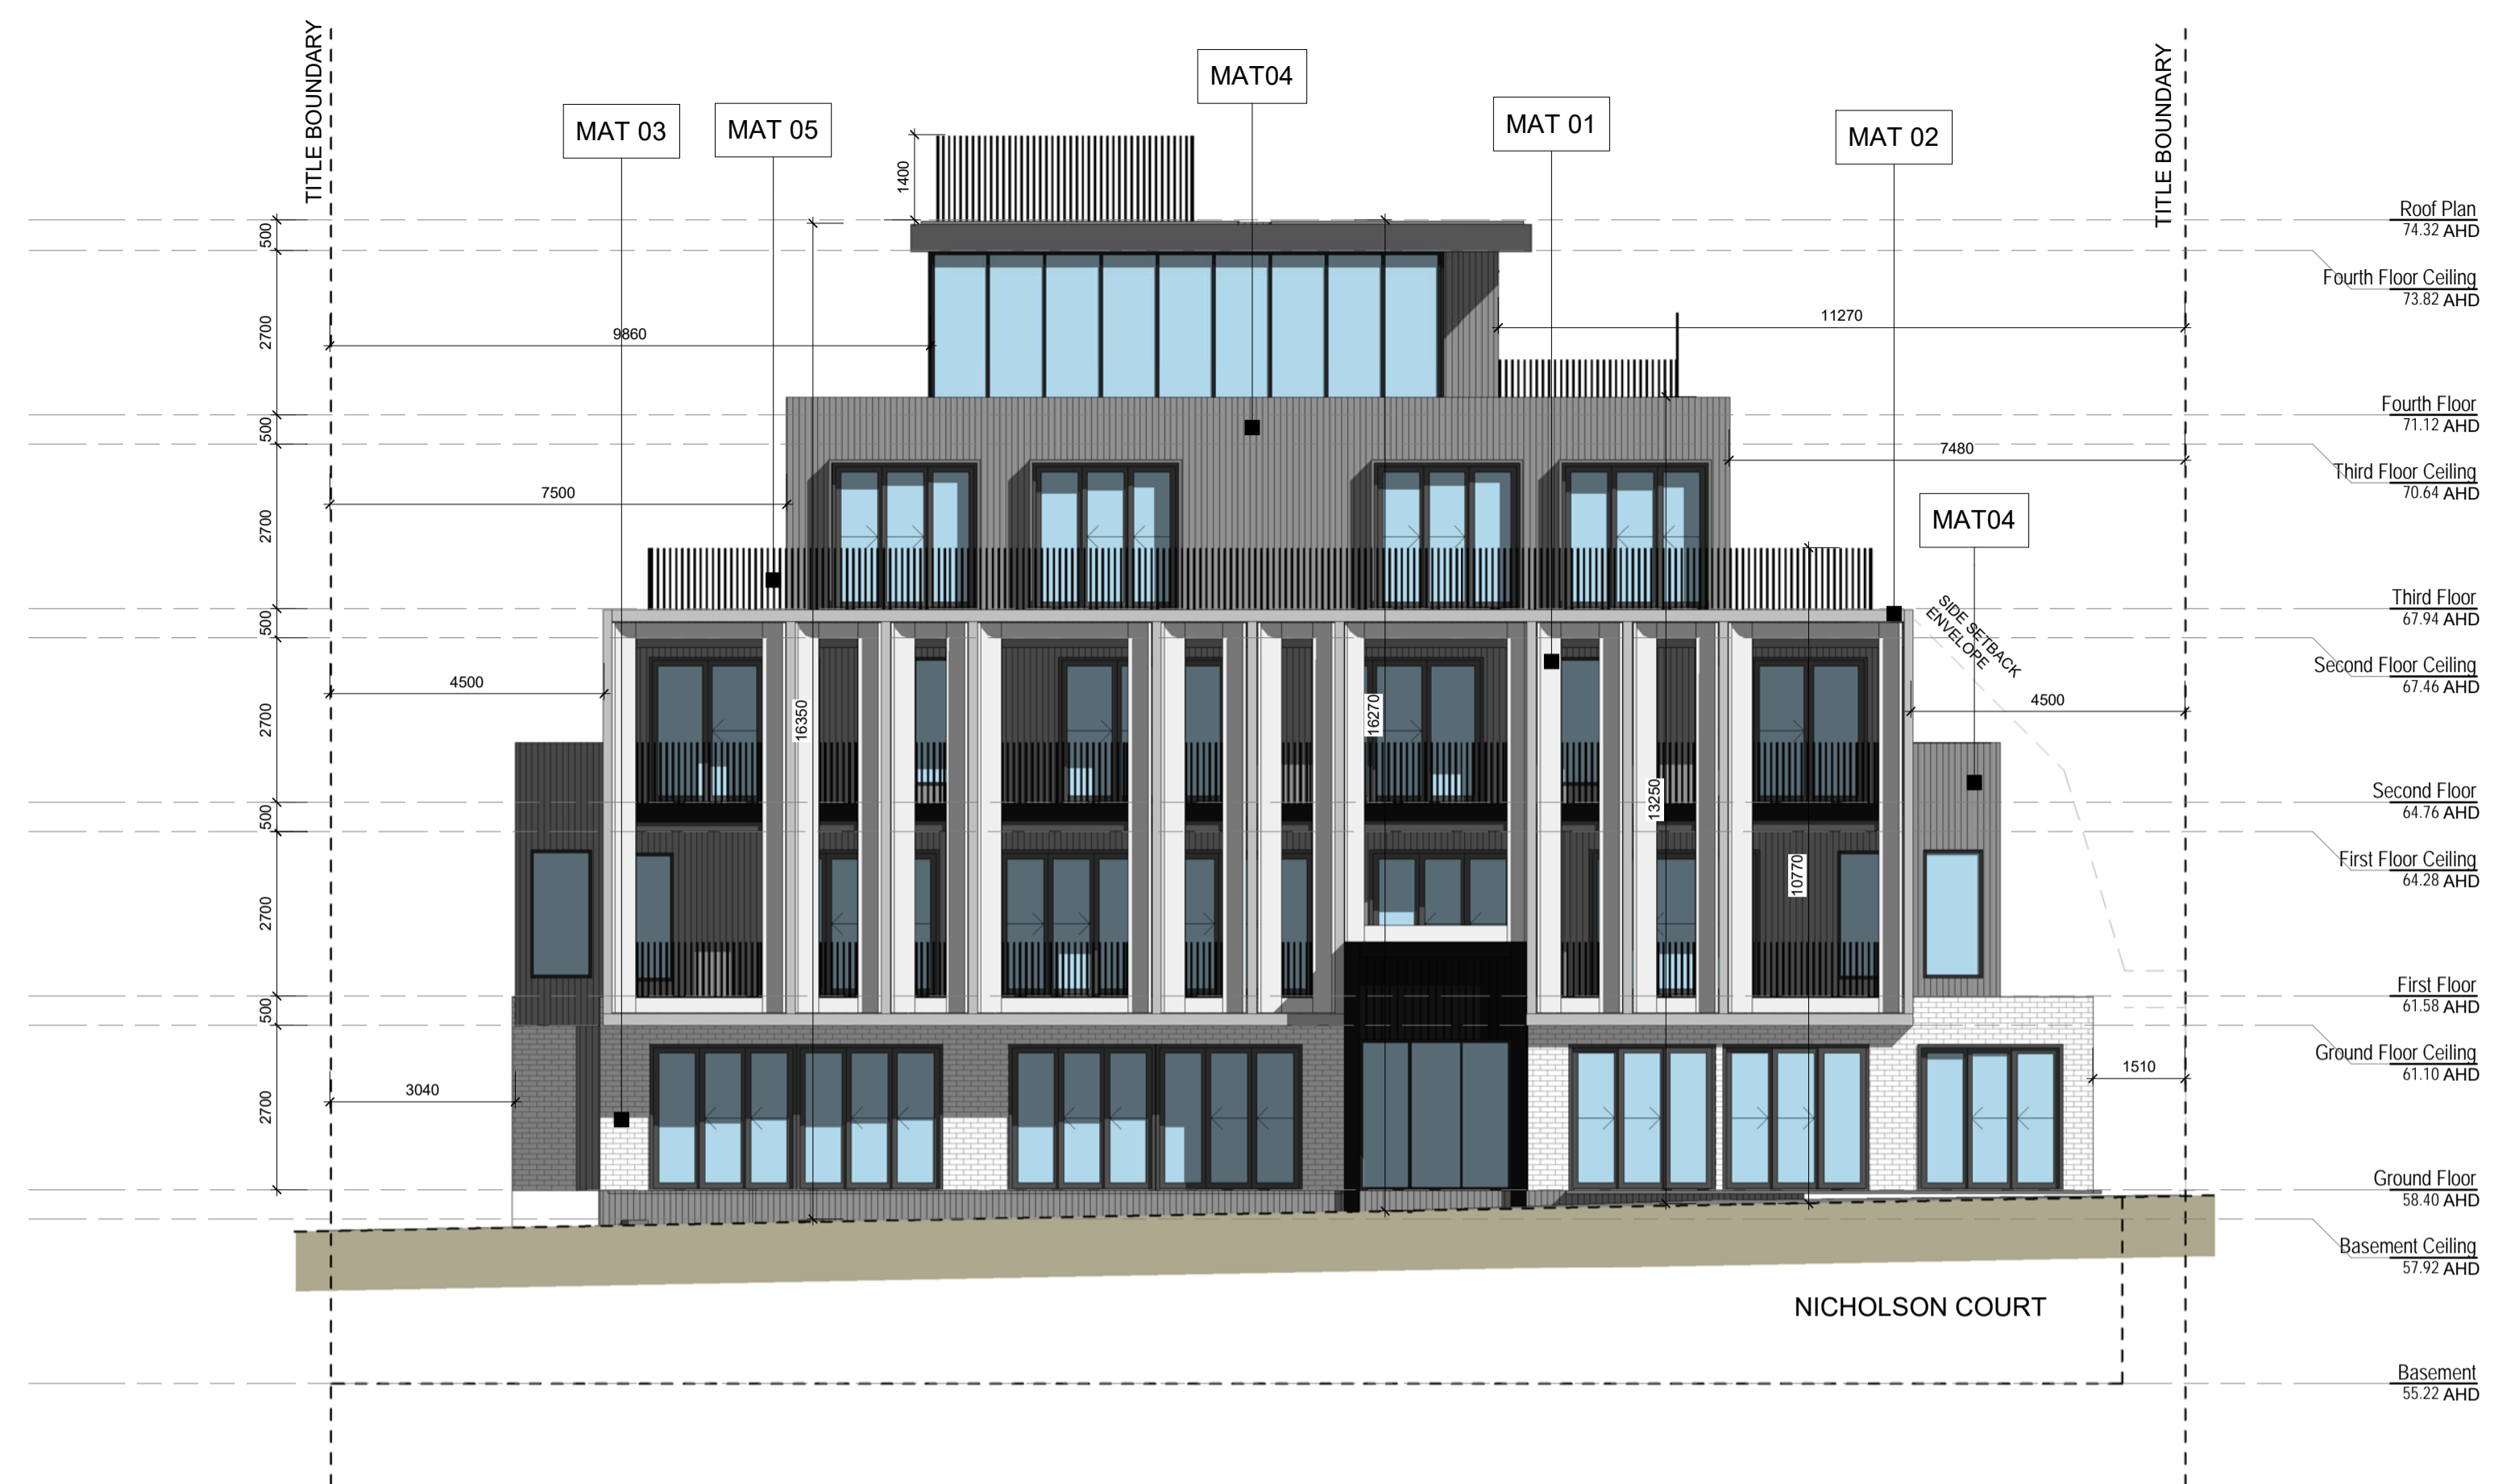 TITLE BOUNDARY
TITLE BOUNDARY
MAT 03
MAT 05
MAT04
MAT 01
MAT 02
MAT04
1400
500
2700
500
2700
500
2700
500
2700
500
2700
9860
11270
7500
7480
4500
4500
3040
1510
16350
16270
13250
10770
SIDE SETBACK
ENVELOPE
Roof Plan
74.32 AHD
Fourth Floor Ceiling
73.82 AHD
Fourth Floor
71.12 AHD
Third Floor Ceiling
70.64 AHD
Third Floor
67.94 AHD
Second Floor Ceiling
67.46 AHD
Second Floor
64.76 AHD
First Floor Ceiling
64.28 AHD
First Floor
61.58 AHD
Ground Floor Ceiling
61.10 AHD
Ground Floor
58.40 AHD
Basement Ceiling
57.92 AHD
NICHOLSON COURT
Basement
55.22 AHD